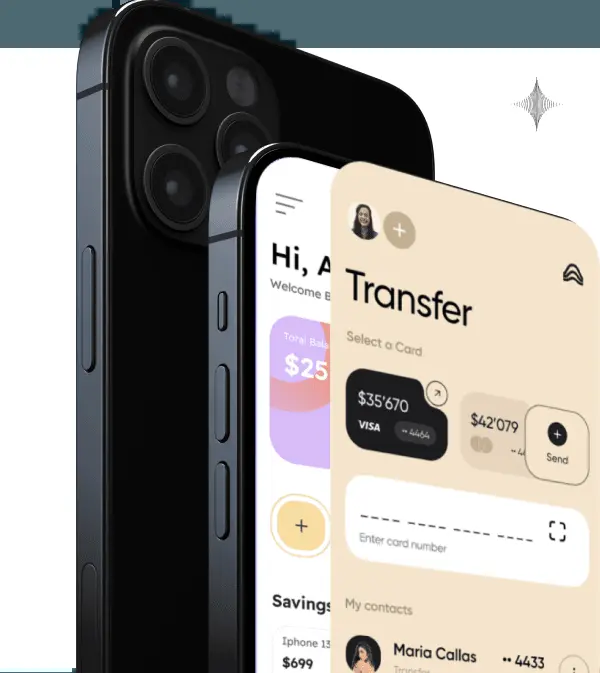 Hi, A
Welcome B
Total Bala
$25
Savings
Iphone 13
$699
Transfer
Select a Card
$35'670
VISA
•• 4464
$42'079
Send
Enter card number
My contacts
Maria Callas
•• 4433
Transfer